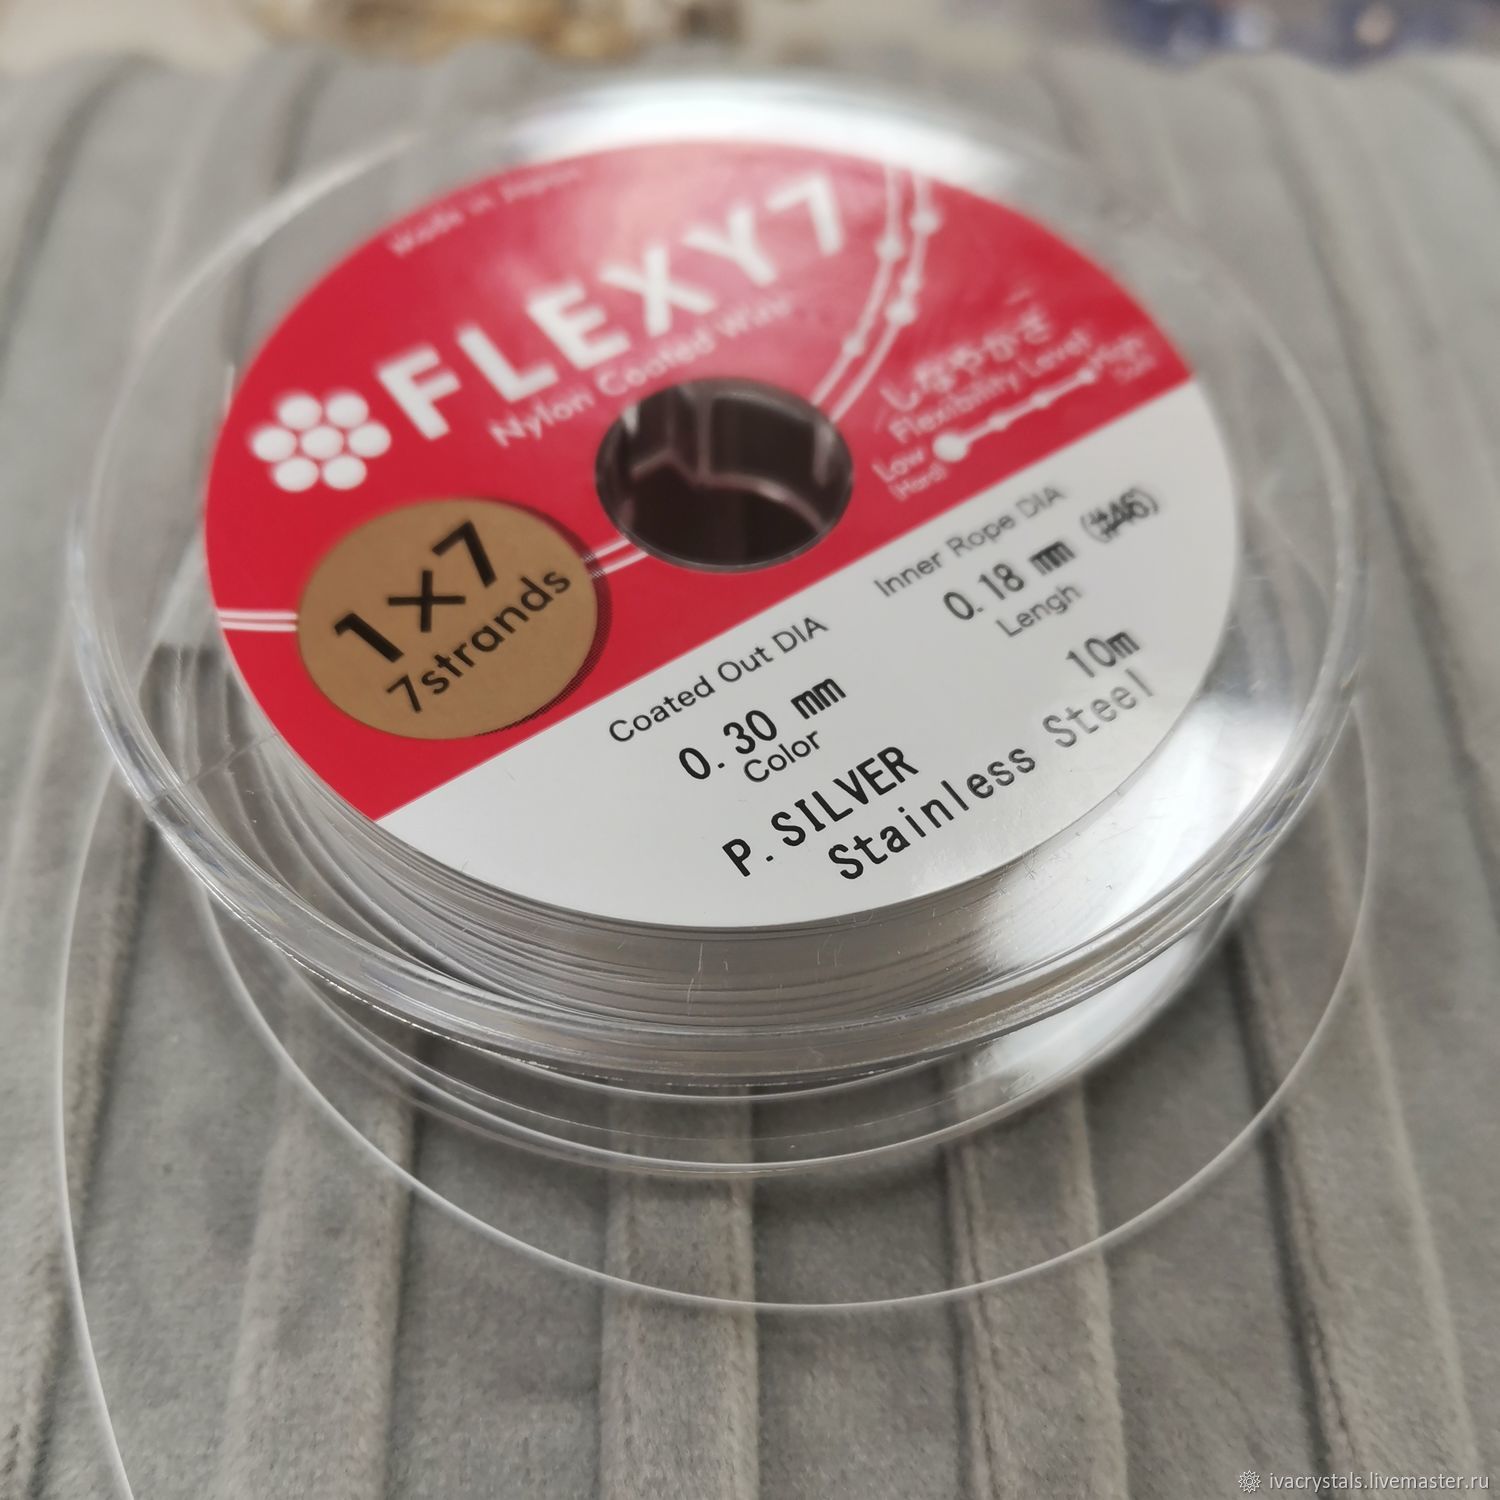 Made in Japan
FLEXY7
Nylon Coated Wire
しなやかさ
Flexibility Level
Low
High
(Hard)
1×7
7strands
Coated Out DIA
0.30 mm
Inner Rope DIA
0.18 mm (#46)
Color
P.SILVER
Lengh
10m
Stainless Steel
ivacrystals.livemaster.ru